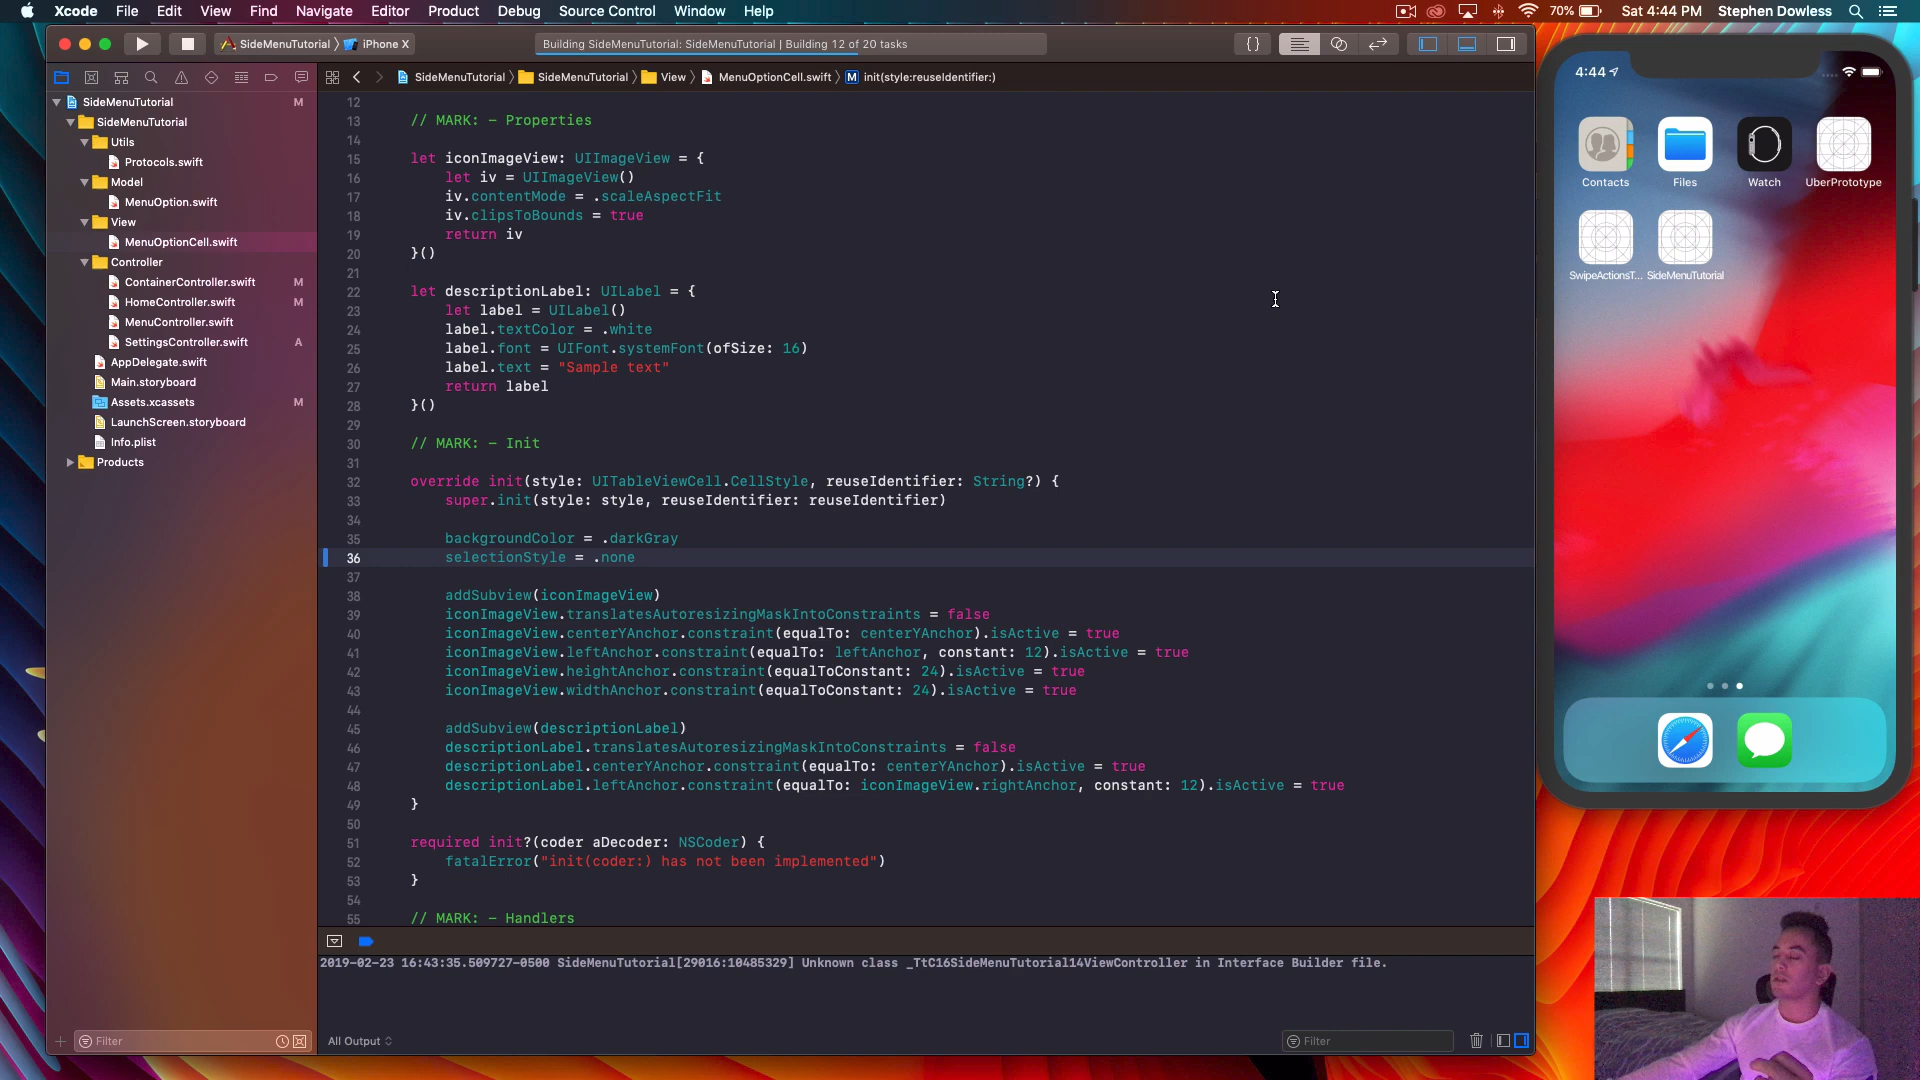 Xcode File Edit View Find Navigate Editor Product Debug Source Control Window Help
70% Sat 4:44 PM Stephen Dowless
SideMenuTutorial iPhone X
Building SideMenuTutorial: SideMenuTutorial | Building 12 of 20 tasks
{}
SideMenuTutorial SideMenuTutorial View MenuOptionCell.swift M init(style:reuseIdentifier:)
SideMenuTutorial M
SideMenuTutorial
Utils
Protocols.swift
Model
MenuOption.swift
View
MenuOptionCell.swift
Controller
ContainerController.swift M
HomeController.swift M
MenuController.swift
SettingsController.swift A
AppDelegate.swift
Main.storyboard
Assets.xcassets M
LaunchScreen.storyboard
Info.plist
Products
Filter
12
13 // MARK: - Properties
14
15 let iconImageView: UIImageView = {
16 let iv = UIImageView()
17 iv.contentMode = .scaleAspectFit
18 iv.clipsToBounds = true
19 return iv
20 }()
21
22 let descriptionLabel: UILabel = {
23 let label = UILabel()
24 label.textColor = .white
25 label.font = UIFont.systemFont(ofSize: 16)
26 label.text = "Sample text"
27 return label
28 }()
29
30 // MARK: - Init
31
32 override init(style: UITableViewCell.CellStyle, reuseIdentifier: String?) {
33 super.init(style: style, reuseIdentifier: reuseIdentifier)
34
35 backgroundColor = .darkGray
36 selectionStyle = .none
37
38 addSubview(iconImageView)
39 iconImageView.translatesAutoresizingMaskIntoConstraints = false
40 iconImageView.centerYAnchor.constraint(equalTo: centerYAnchor).isActive = true
41 iconImageView.leftAnchor.constraint(equalTo: leftAnchor, constant: 12).isActive = true
42 iconImageView.heightAnchor.constraint(equalToConstant: 24).isActive = true
43 iconImageView.widthAnchor.constraint(equalToConstant: 24).isActive = true
44
45 addSubview(descriptionLabel)
46 descriptionLabel.translatesAutoresizingMaskIntoConstraints = false
47 descriptionLabel.centerYAnchor.constraint(equalTo: centerYAnchor).isActive = true
48 descriptionLabel.leftAnchor.constraint(equalTo: iconImageView.rightAnchor, constant: 12).isActive = true
49 }
50
51 required init?(coder aDecoder: NSCoder) {
52 fatalError("init(coder:) has not been implemented")
53 }
54
55 // MARK: - Handlers
2019-02-23 16:43:35.509727-0500 SideMenuTutorial[29016:10485329] Unknown class _TtC16SideMenuTutorial14ViewController in Interface Builder file.
All Output Filter
4:44
Contacts Files Watch UberPrototype
SwipeActionsT... SideMenuTutorial